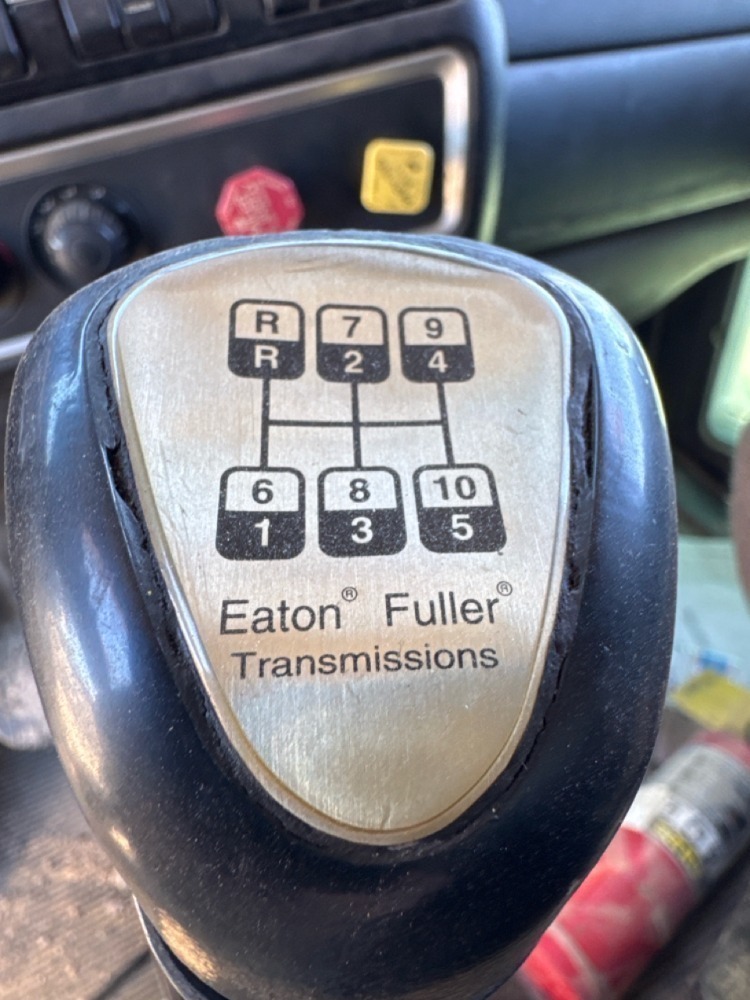 R 7 9
R 2 4
6 8 10
1 3 5
Eaton® Fuller®
Transmissions